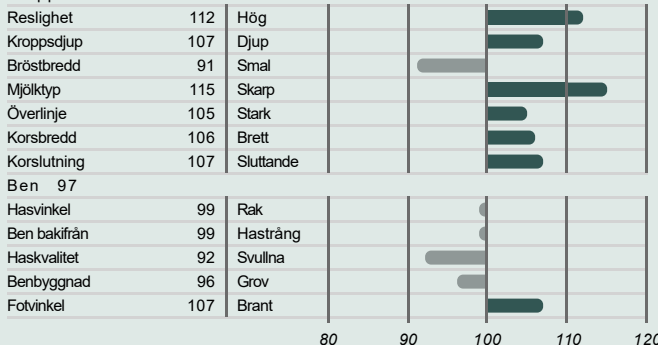 Reslighet 112 Hög
Kroppsdjup 107 Djup
Bröstbredd 91 Smal
Mjölktyp 115 Skarp
Överlinje 105 Stark
Korsbredd 106 Brett
Korslutning 107 Sluttande
Ben 97
Hasvinkel 99 Rak
Ben bakifrån 99 Hastrång
Haskvalitet 92 Svullna
Benbyggnad 96 Grov
Fotvinkel 107 Brant
80 90 100 110 120